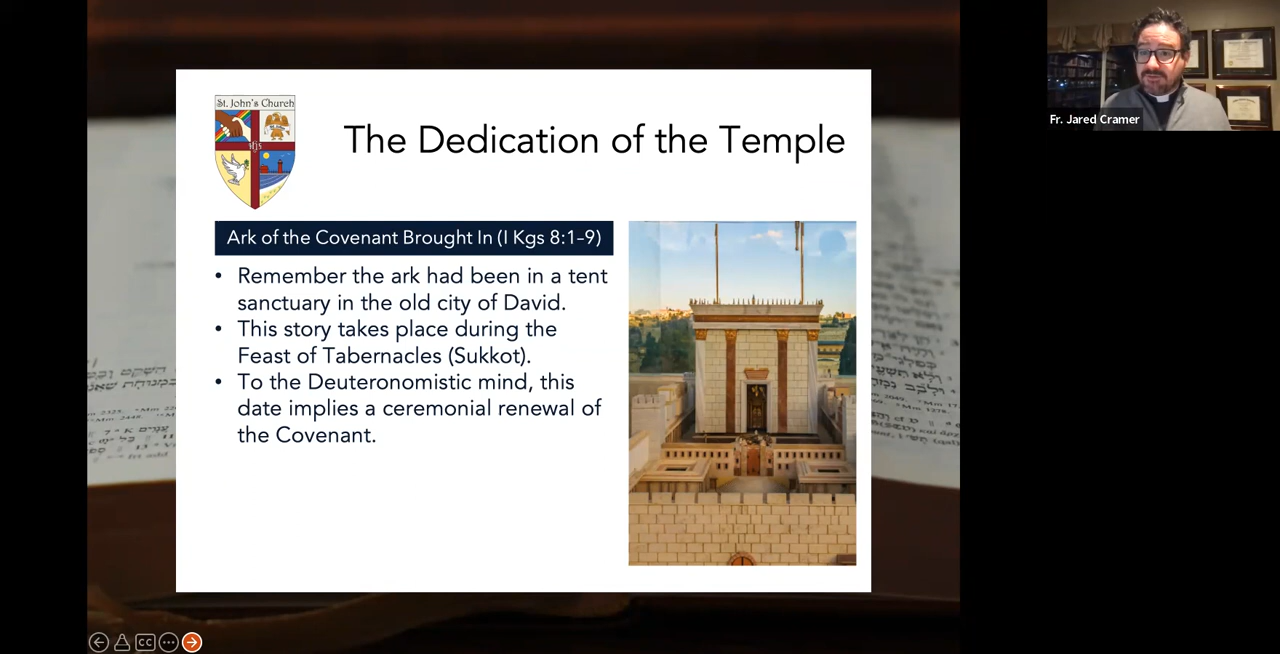 St. John's Church
IHS
The Dedication of the Temple
Ark of the Covenant Brought In (I Kgs 8:1–9)
• Remember the ark had been in a tent
sanctuary in the old city of David.
• This story takes place during the
Feast of Tabernacles (Sukkot).
• To the Deuteronomistic mind, this
date implies a ceremonial renewal of
the Covenant.
Fr. Jared Cramer
CC